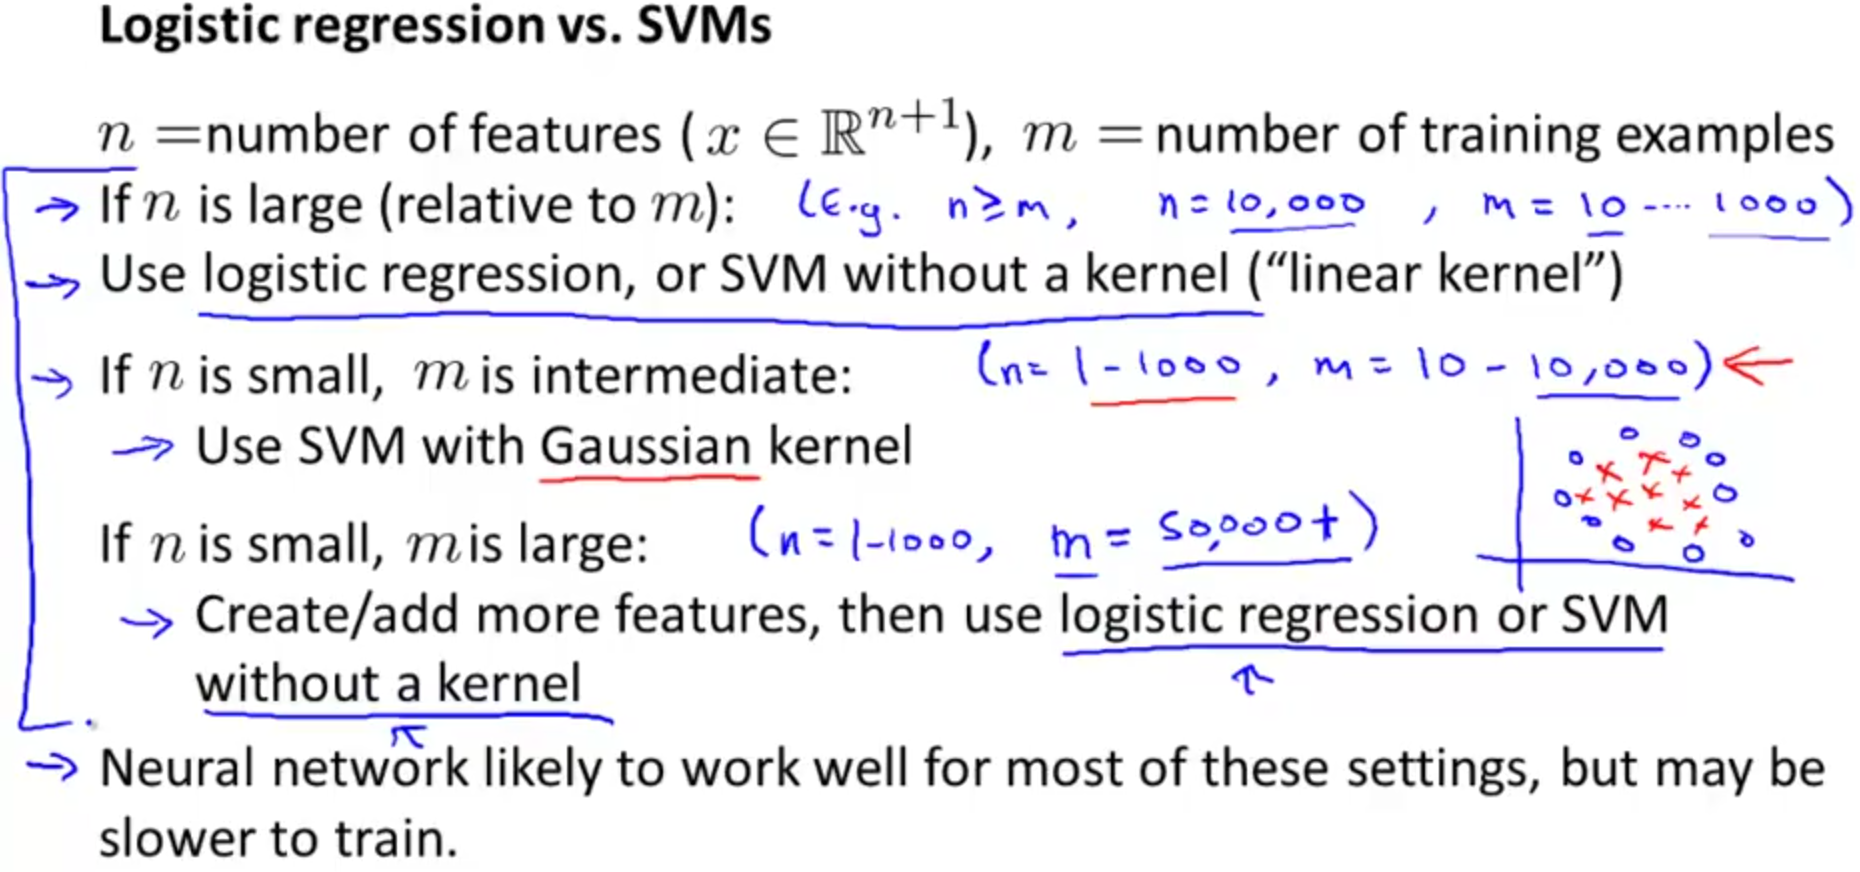 Logistic regression vs. SVMs
n =number of features ( x ∈ ℝⁿ⁺¹), m = number of training examples
→ If n is large (relative to m): (E.g. n ≥ m, n = 10,000 , m = 10 .... 1000)
→ Use logistic regression, or SVM without a kernel (“linear kernel”)
→ If n is small, m is intermediate: (n= 1 - 1000 , m = 10 - 10,000) ←
→ Use SVM with Gaussian kernel
If n is small, m is large: (n = 1-1000, m = 50,000+)
→ Create/add more features, then use logistic regression or SVM
without a kernel
→ Neural network likely to work well for most of these settings, but may be
slower to train.